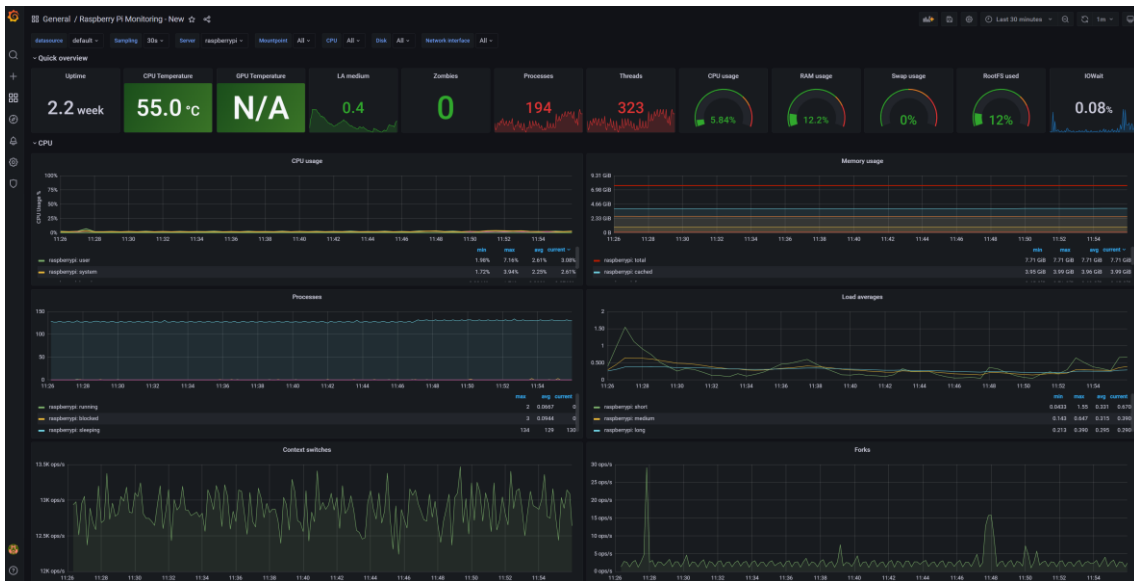 General / Raspberry Pi Monitoring - New
Last 30 minutes
1m
datasource default Sampling 30s Server raspberrypi Mountpoint All CPU All Disk All Network interface All
Quick overview
Uptime
2.2 week
CPU Temperature
55.0 °C
GPU Temperature
N/A
LA medium
0.4
Zombies
0
Processes
194
Threads
323
CPU usage
5.84%
RAM usage
12.2%
Swap usage
0%
RootFS used
12%
IOWait
0.08%
CPU
CPU usage
CPU Usage %
100%
75%
50%
25%
0%
11:26 11:28 11:30 11:32 11:34 11:36 11:38 11:40 11:42 11:44 11:46 11:48 11:50 11:52 11:54
min max avg current
raspberrypi: user 1.98% 7.16% 2.61% 3.08%
raspberrypi: system 1.72% 3.94% 2.25% 2.61%
Memory usage
9.31 GiB
6.98 GiB
4.66 GiB
2.33 GiB
0 B
11:26 11:28 11:30 11:32 11:34 11:36 11:38 11:40 11:42 11:44 11:46 11:48 11:50 11:52 11:54
min max avg current
raspberrypi: total 7.71 GiB 7.71 GiB 7.71 GiB 7.71 GiB
raspberrypi: cached 3.95 GiB 3.99 GiB 3.96 GiB 3.99 GiB
Processes
150
100
50
0
11:26 11:28 11:30 11:32 11:34 11:36 11:38 11:40 11:42 11:44 11:46 11:48 11:50 11:52 11:54
max avg current
raspberrypi: running 2 0.0667 0
raspberrypi: blocked 3 0.0944 0
raspberrypi: sleeping 134 129 130
Load averages
2
1.50
1
0.500
0
11:26 11:28 11:30 11:32 11:34 11:36 11:38 11:40 11:42 11:44 11:46 11:48 11:50 11:52 11:54
min max avg current
raspberrypi: short 0.0433 1.55 0.331 0.670
raspberrypi: medium 0.143 0.647 0.315 0.390
raspberrypi: long 0.213 0.390 0.295 0.290
Context switches
13.5K ops/s
13K ops/s
12.5K ops/s
12K ops/s
11:26 11:28 11:30 11:32 11:34 11:36 11:38 11:40 11:42 11:44 11:46 11:48 11:50 11:52 11:54
Forks
30 ops/s
25 ops/s
20 ops/s
15 ops/s
10 ops/s
5 ops/s
0 ops/s
11:26 11:28 11:30 11:32 11:34 11:36 11:38 11:40 11:42 11:44 11:46 11:48 11:50 11:52 11:54